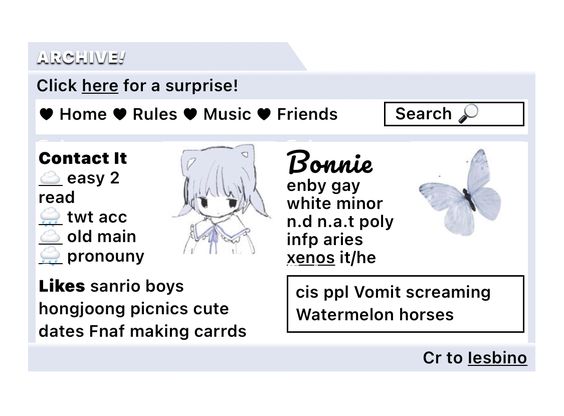 ARCHIVE!
Click here for a surprise!
🖤 Home 🖤 Rules 🖤 Music 🖤 Friends
Search 🔎
Contact It
easy 2
read
twt acc
old main
pronouny
Likes sanrio boys
hongjoong picnics cute
dates Fnaf making carrds
Bonnie
enby gay
white minor
n.d n.a.t poly
infp aries
xenos it/he
cis ppl Vomit screaming
Watermelon horses
Cr to lesbino